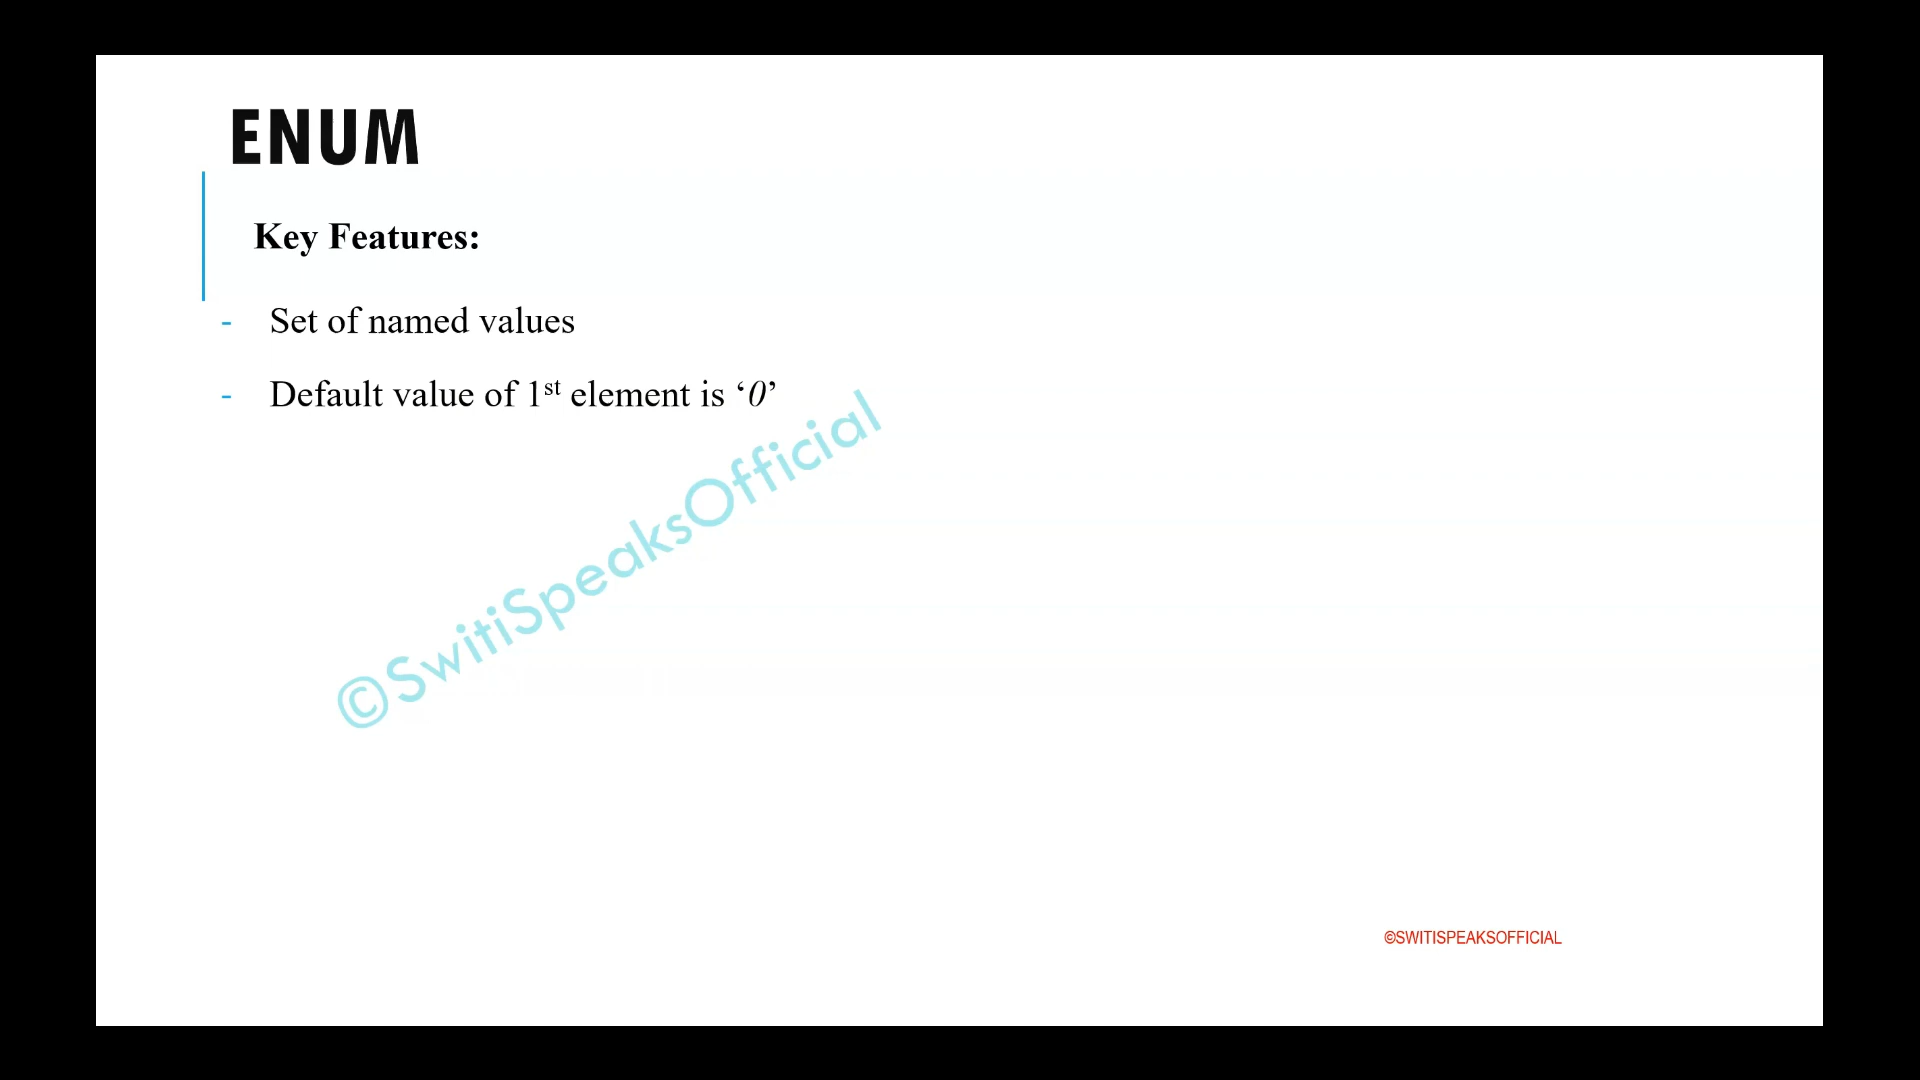 ENUM
Key Features:
- Set of named values
- Default value of 1st element is ‘0’
©SwitiSpeaksOfficial
©SWITISPEAKSOFFICIAL